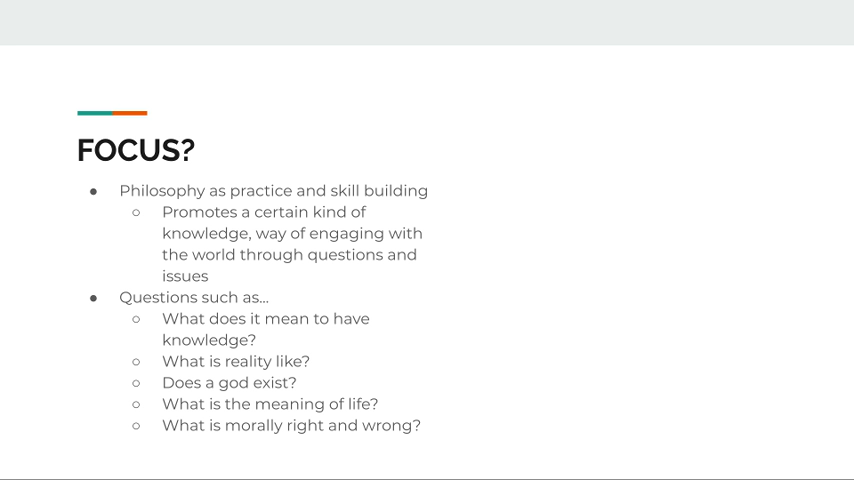 FOCUS?
● Philosophy as practice and skill building
○ Promotes a certain kind of
knowledge, way of engaging with
the world through questions and
issues
● Questions such as...
○ What does it mean to have
knowledge?
○ What is reality like?
○ Does a god exist?
○ What is the meaning of life?
○ What is morally right and wrong?